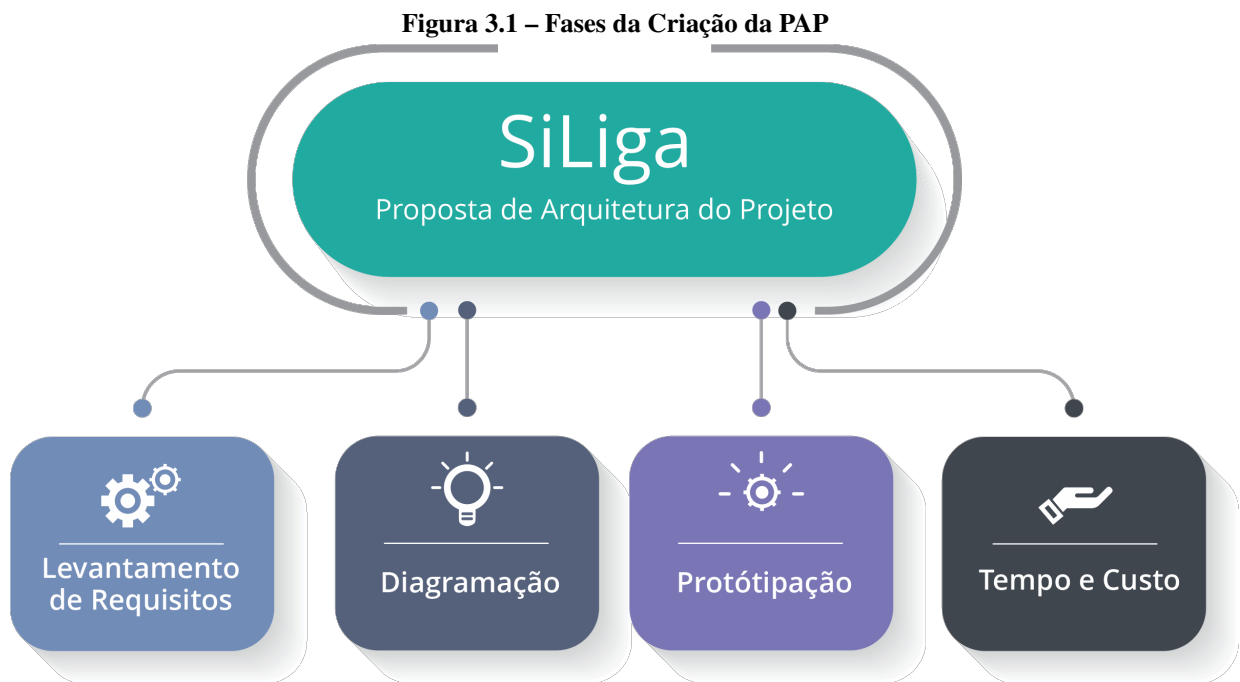 Figura 3.1 – Fases da Criação da PAP
SiLiga
Proposta de Arquitetura do Projeto
Levantamento
de Requisitos
Diagramação
Protótipação
Tempo e Custo